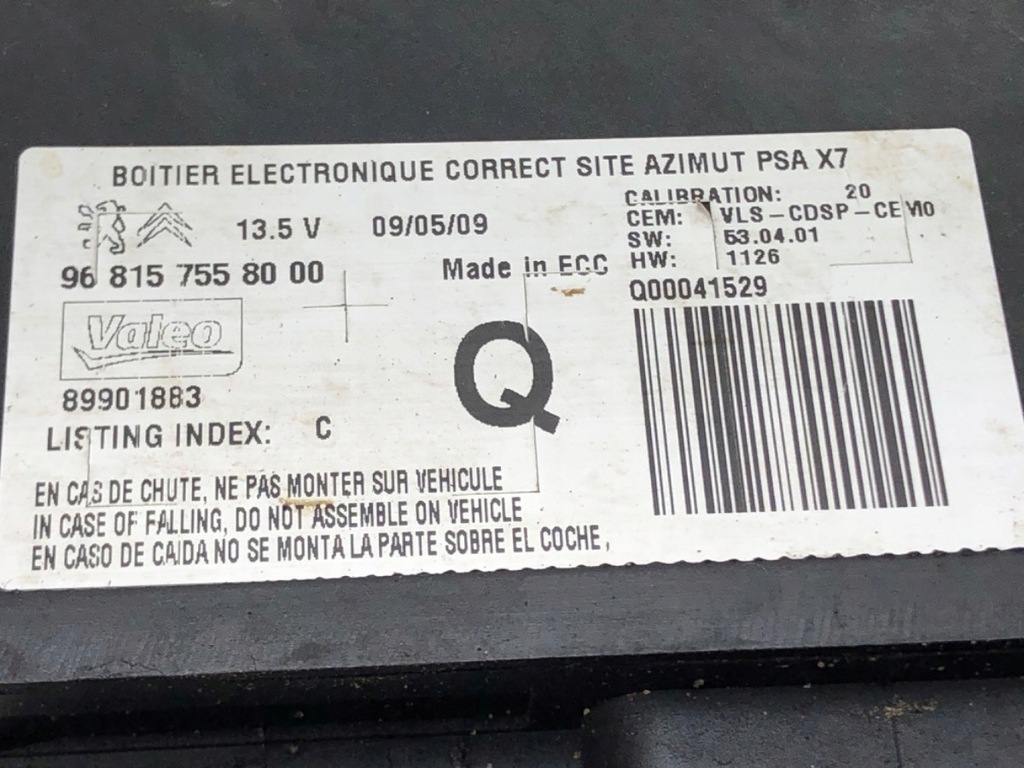 BOITIER ELECTRONIQUE CORRECT SITE AZIMUT PSA X7
13.5 V 09/05/09
96 815 755 80 00
Made in ECC
Valeo
89901883
LISTING INDEX: C
CALIBRATION: 20
CEM: VLS-CDSP-CEM0
SW: 53.04.01
HW: 1126
Q00041529
Q
EN CAS DE CHUTE, NE PAS MONTER SUR VEHICULE
IN CASE OF FALLING, DO NOT ASSEMBLE ON VEHICLE
EN CASO DE CAIDA NO SE MONTA LA PARTE SOBRE EL COCHE,